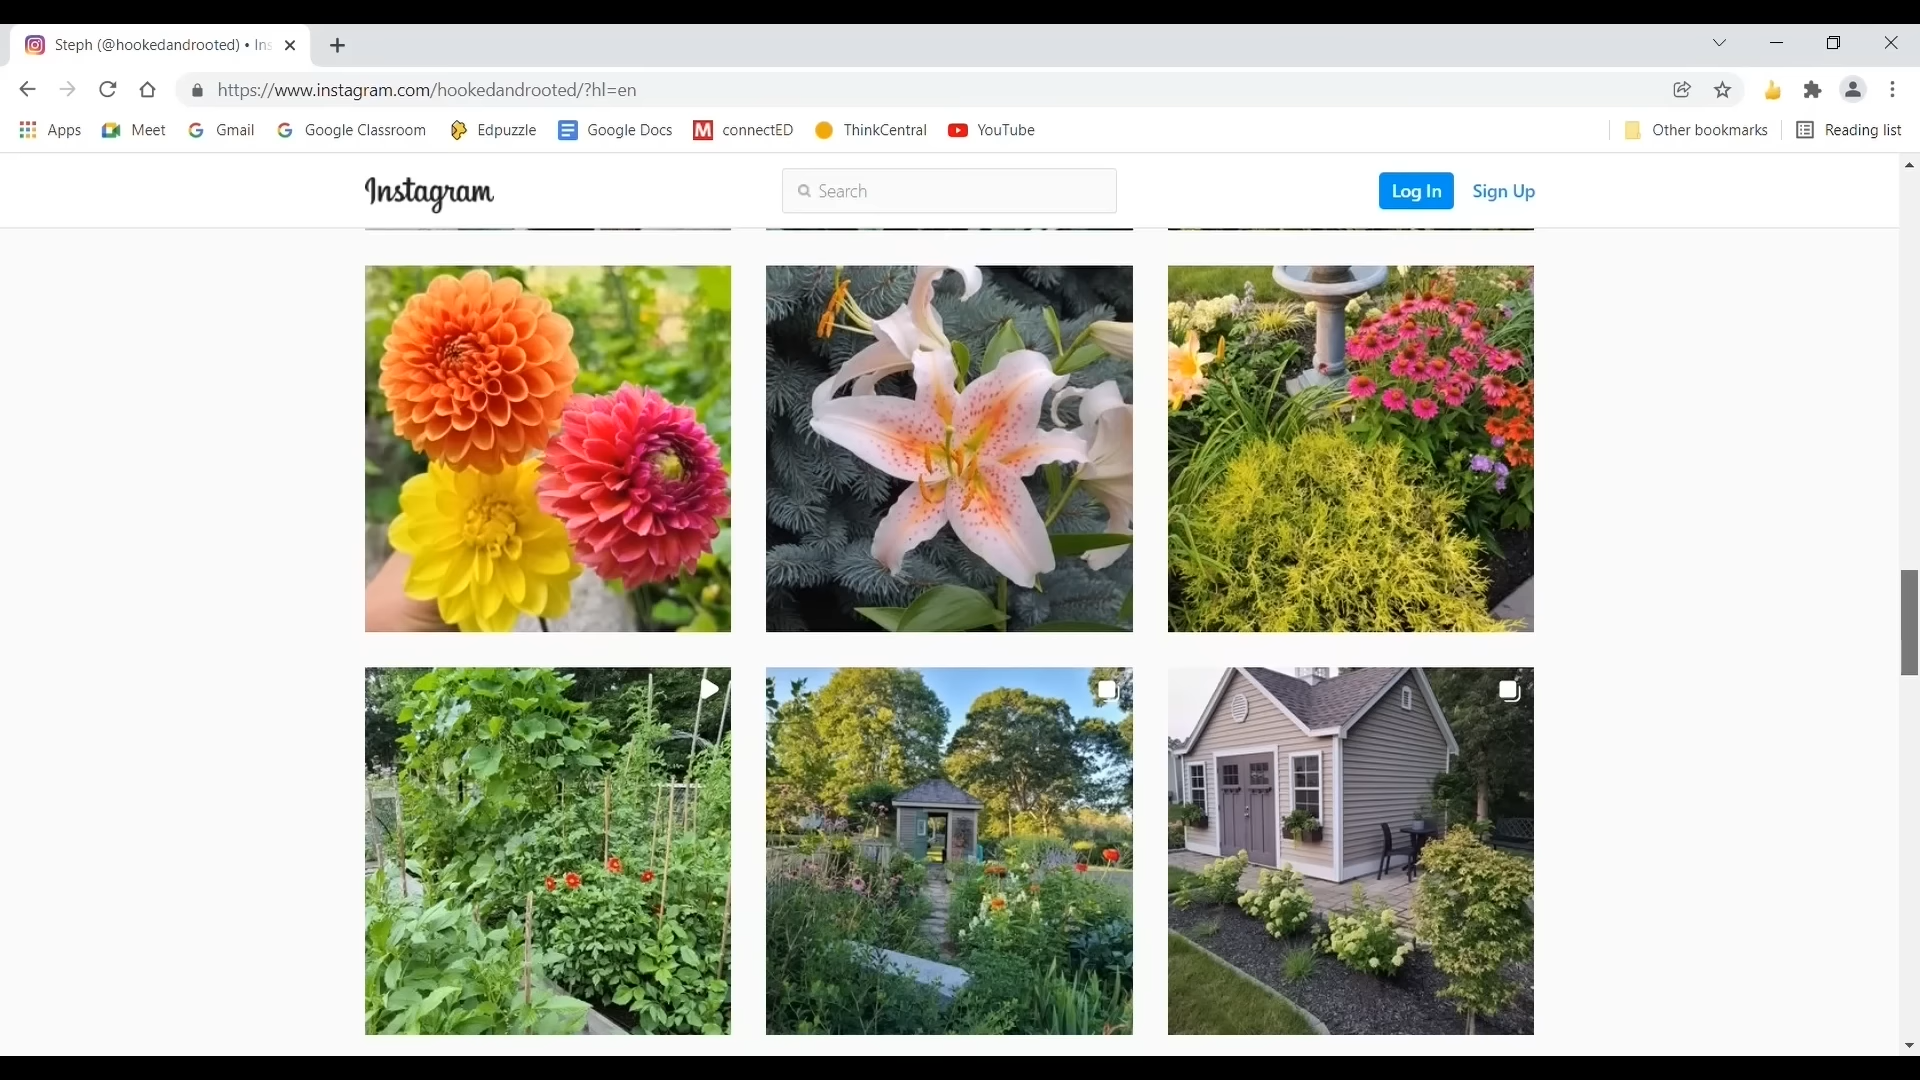 Steph (@hookedandrooted) • Ins
https://www.instagram.com/hookedandrooted/?hl=en
Apps Meet Gmail Google Classroom Edpuzzle Google Docs connectED ThinkCentral YouTube Other bookmarks Reading list
Instagram Search Log In Sign Up